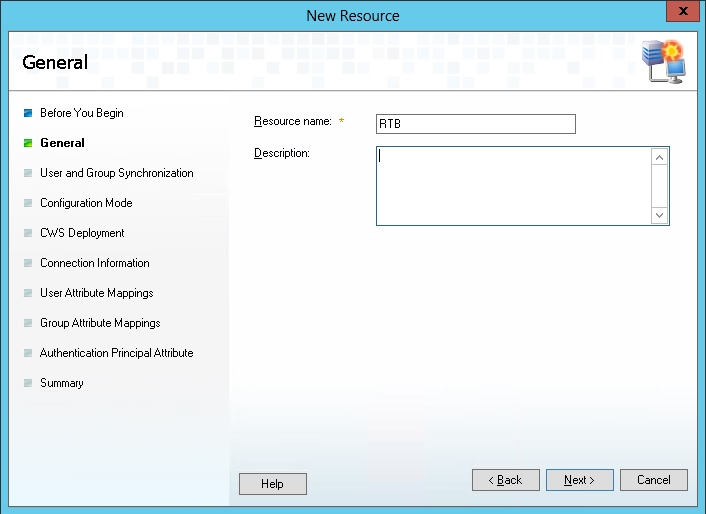 New Resource
x
General
Before You Begin
General
User and Group Synchronization
Configuration Mode
CWS Deployment
Connection Information
User Attribute Mappings
Group Attribute Mappings
Authentication Principal Attribute
Summary
Resource name: * RTB
Description:
Help
< Back
Next >
Cancel